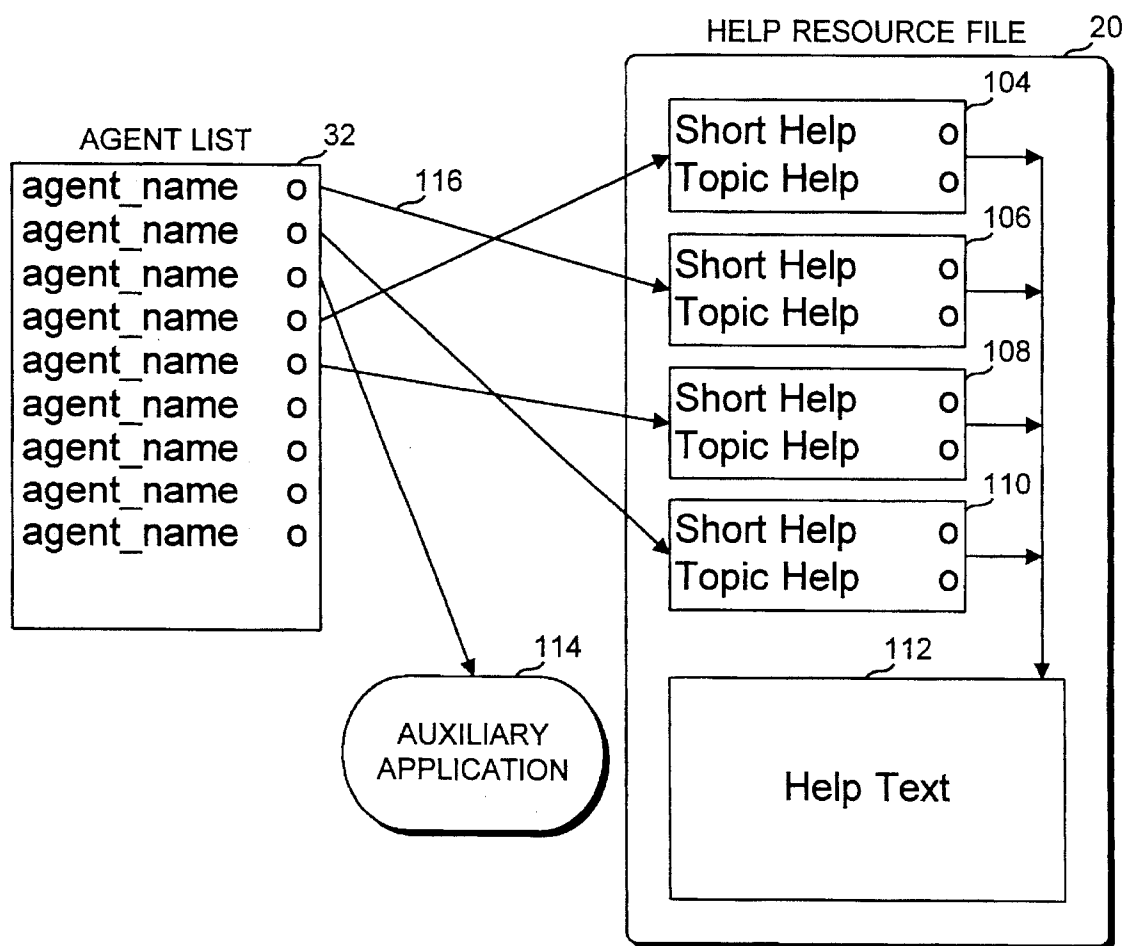 HELP RESOURCE FILE 20
AGENT LIST 32
agent_name o
agent_name o
agent_name o
agent_name o
agent_name o
agent_name o
agent_name o
agent_name o
agent_name o
116
104
Short Help o
Topic Help o
106
Short Help o
Topic Help o
108
Short Help o
Topic Help o
110
Short Help o
Topic Help o
114
AUXILIARY
APPLICATION
112
Help Text